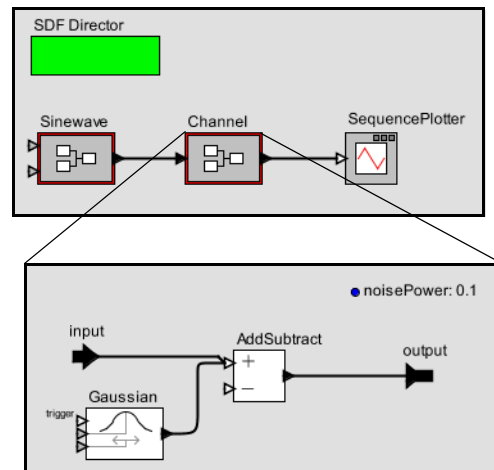 SDF Director
Sinewave
Channel
SequencePlotter
noisePower: 0.1
input
AddSubtract
output
+
−
Gaussian
trigger